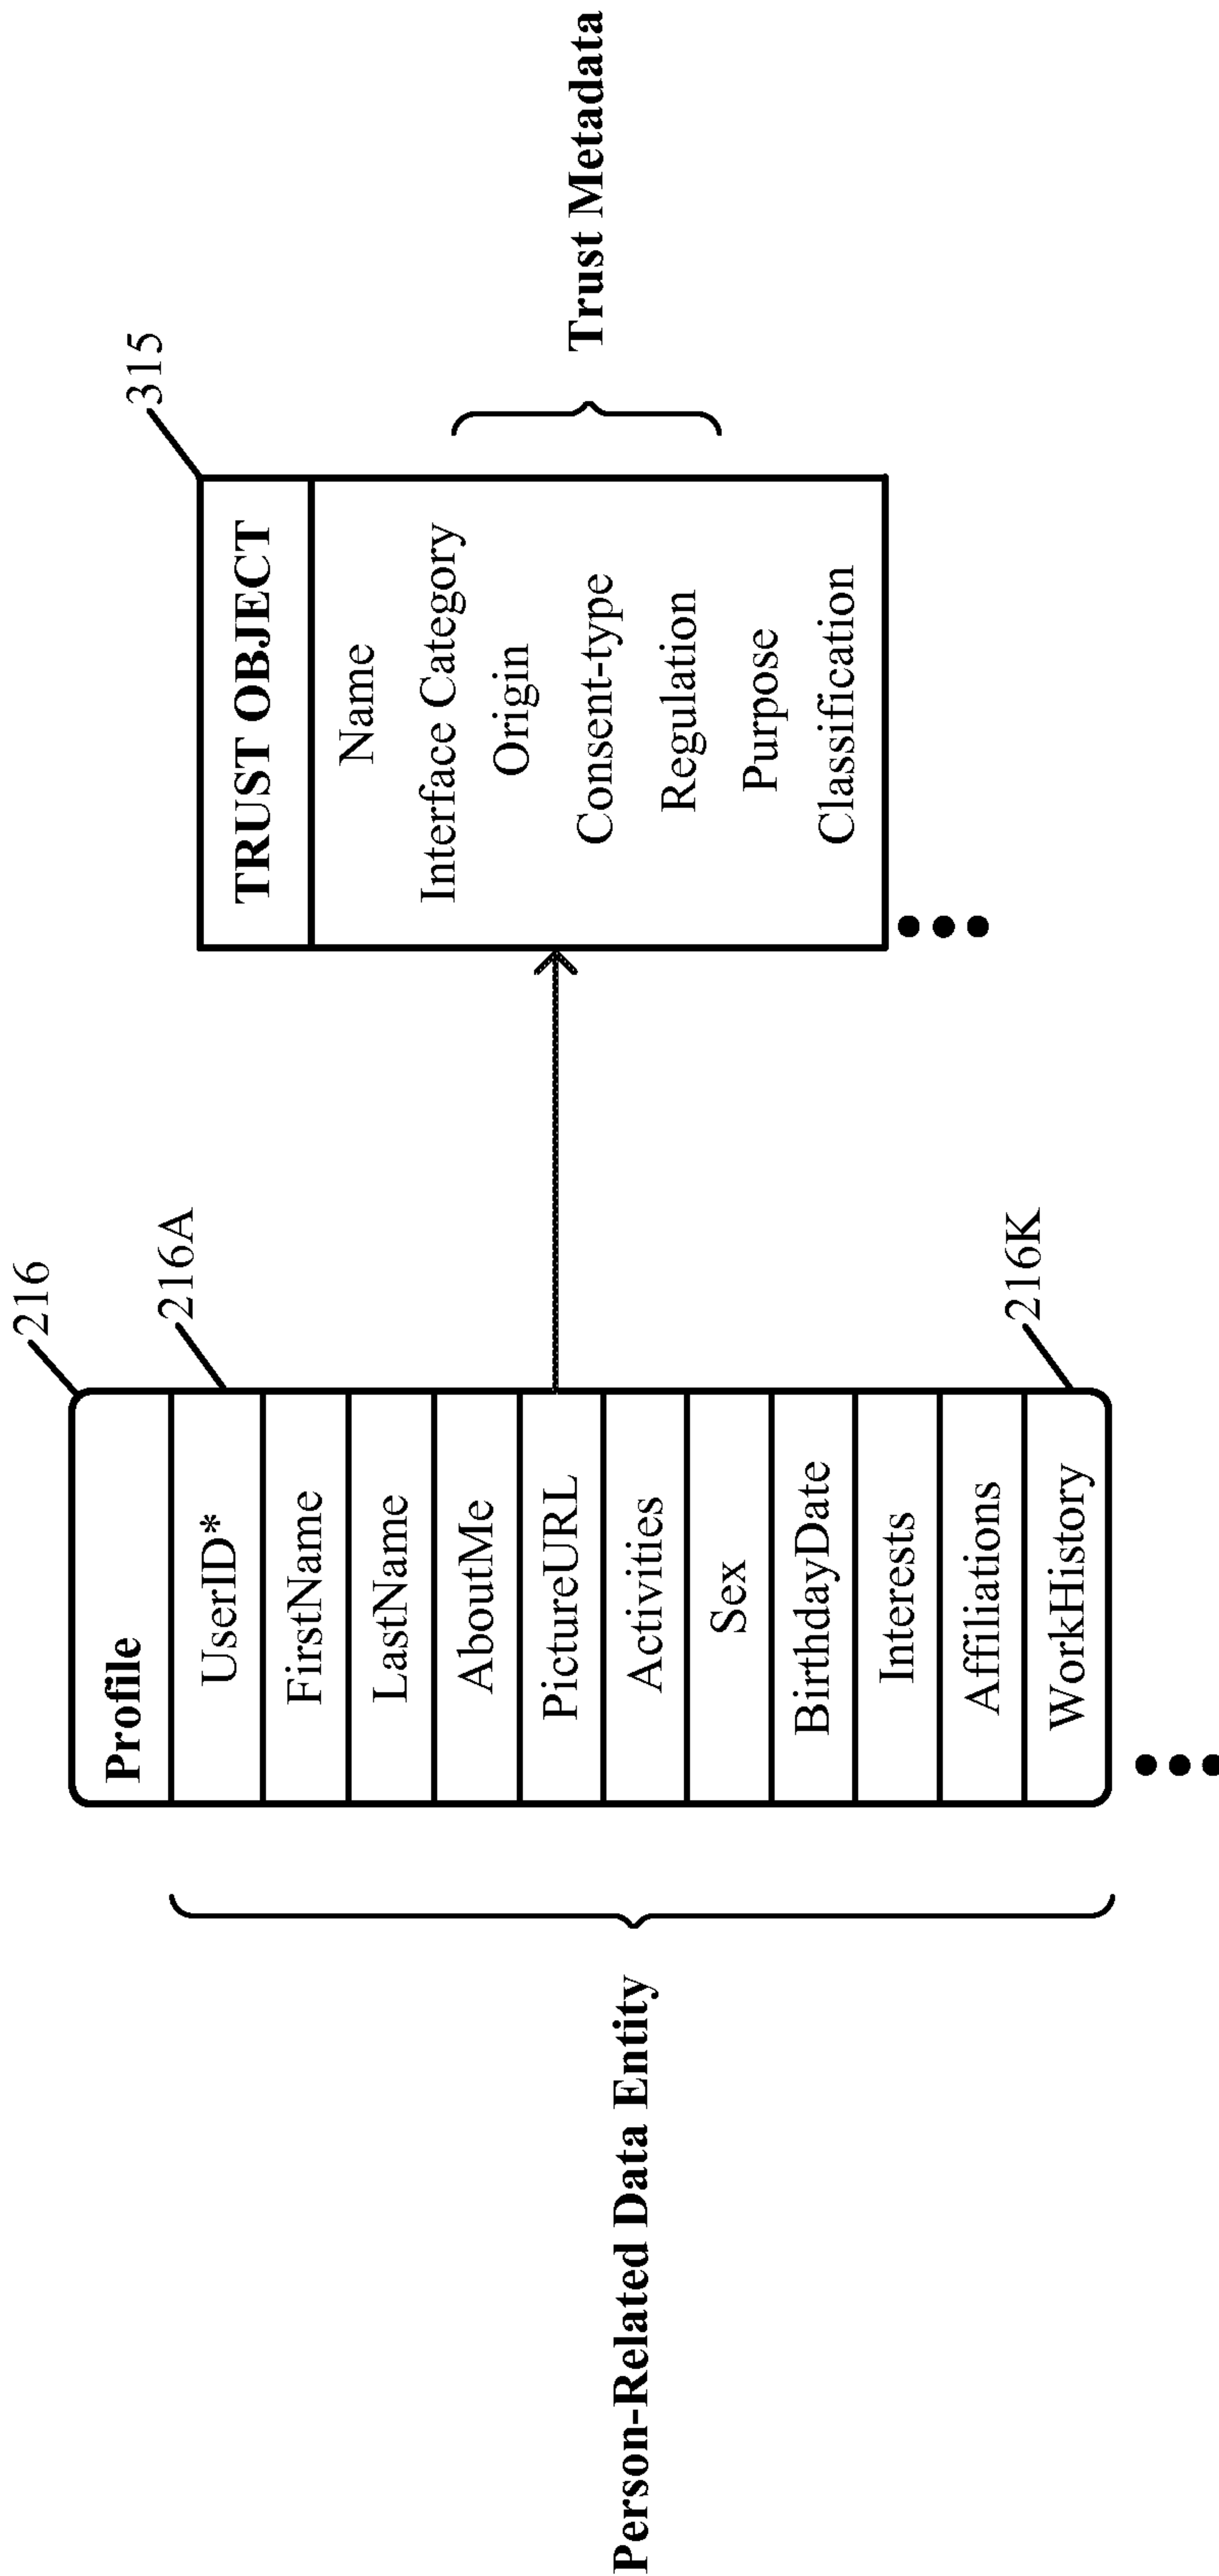 Person-Related Data Entity
216
216A
Profile
UserID*
FirstName
LastName
AboutMe
PictureURL
Activities
Sex
BirthdayDate
Interests
Affiliations
WorkHistory
216K
315
TRUST OBJECT
Name
Interface Category
Origin
Consent-type
Regulation
Purpose
Classification
Trust Metadata